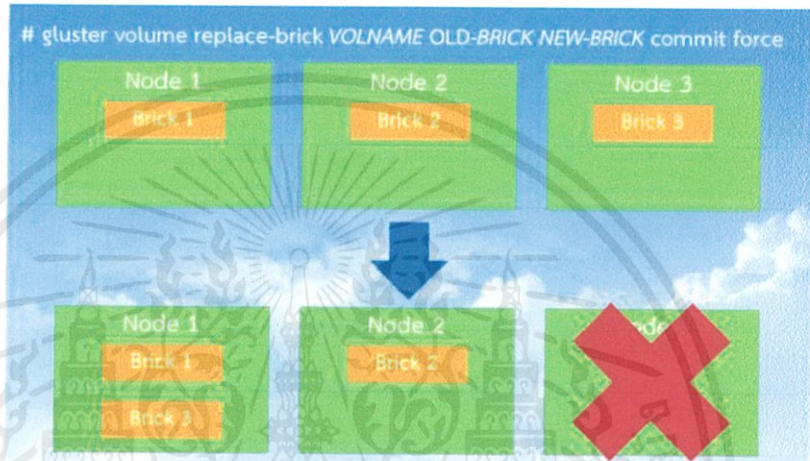 # gluster volume replace-brick VOLNAME OLD-BRICK NEW-BRICK commit force
Node 1 Node 2 Node 3
Brick 1 Brick 2 Brick 3
Node 1 Node 2
Brick 1 Brick 2
Brick 3